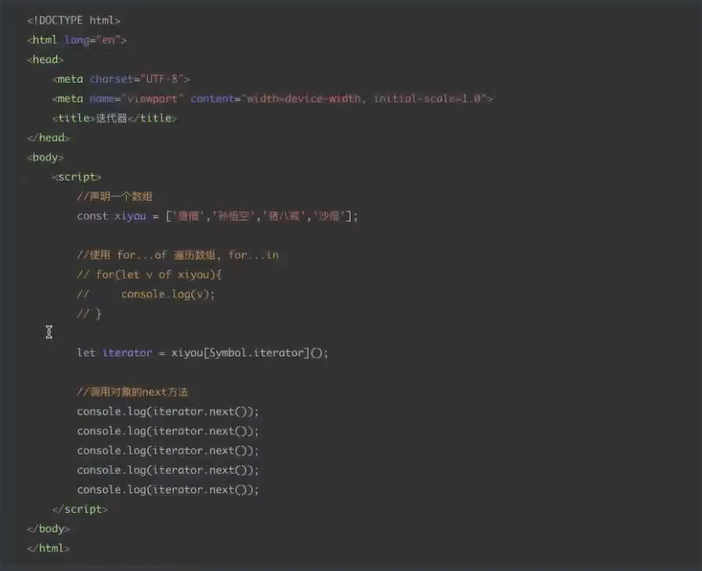 <!DOCTYPE html>
<html lang="en">
<head>
<meta charset="UTF-8">
<meta name="viewport" content="width=device-width, initial-scale=1.0">
<title>迭代器</title>
</head>
<body>
<script>
//声明一个数组
const xiyou = ['唐僧','孙悟空','猪八戒','沙僧'];
//使用 for...of 遍历数组, for...in
// for(let v of xiyou){
// console.log(v);
// }
let iterator = xiyou[Symbol.iterator]();
//调用对象的next方法
console.log(iterator.next());
console.log(iterator.next());
console.log(iterator.next());
console.log(iterator.next());
console.log(iterator.next());
</script>
</body>
</html>